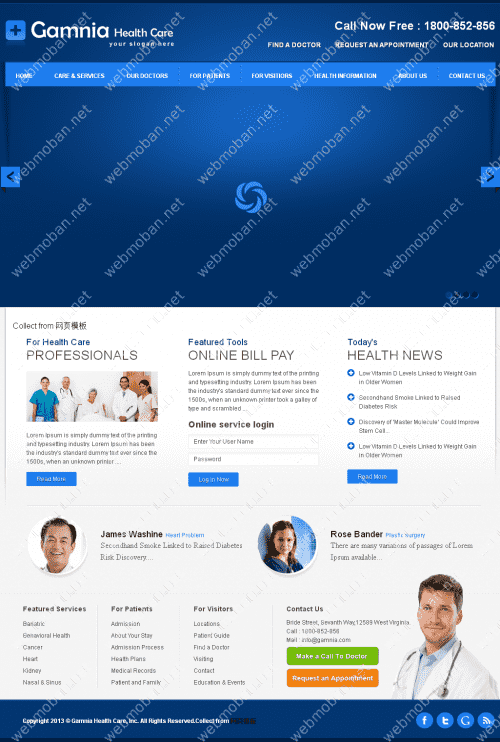 Gamnia Health Care
your slogan here
Call Now Free : 1800-852-856
FIND A DOCTOR REQUEST AN APPOINTMENT OUR LOCATION
HOME CARE & SERVICES OUR DOCTORS FOR PATIENTS FOR VISITIORS HEALTH INFORMATION ABOUT US CONTACT US
webmoban.net
Collect from 网页模板
For Health Care
PROFESSIONALS
Lorem Ipsum is simply dummy text of the printing
and typesetting industry. Lorem Ipsum has been
the industry's standard dummy text ever since the
1500s, when an unknown priniur ....
Read More
Featured Tools
ONLINE BILL PAY
Lorem Ipsum is simply dummy text of the printing
and typesetting industry. Lorem Ipsum has been
the industry's standard dummy text ever since the
1500s, when an unknown printer took a galley of
type and scrambled ....
Online service login
Enter Your User Name
Password
Log In Now
Today's
HEALTH NEWS
Low Vitamin D Levels Linked to Weight Gain
in Older Women
Secondhand Smoke Linked to Raised
Diabetes Risk
Discovery of 'Master Molecule' Could Improve
Stem Cell...
Low Vitamin D Levels Linked to Weight Gain
in Older Women
Read More
James Washine Heart Problem
Secondhand Smoke Linked to Raised Diabetes
Risk Discovery....
Rose Bander Plastic surgery
There are many variations of passages of Lorem
Ipsum available...
Featured Services
Bariatric
Behavioral Health
Cancer
Heart
Kidney
Nasal & Sinus
For Patients
Admission
About Your Stay
Admission Process
Health Plans
Medical Records
Patient and Family
For Visitors
Locations
Patient Guide
Find a Doctor
Visiting
Contact
Education & Events
Contact Us
Bride Street, Sevanth Way,12589 West Virginia
Call : 1800-852-856
Mail : info@gamnia.com
Make a Call To Doctor
Request an Appointment
Copyright 2013 © Gamnia Health Care, Inc. All Rights Reserved.Collect from